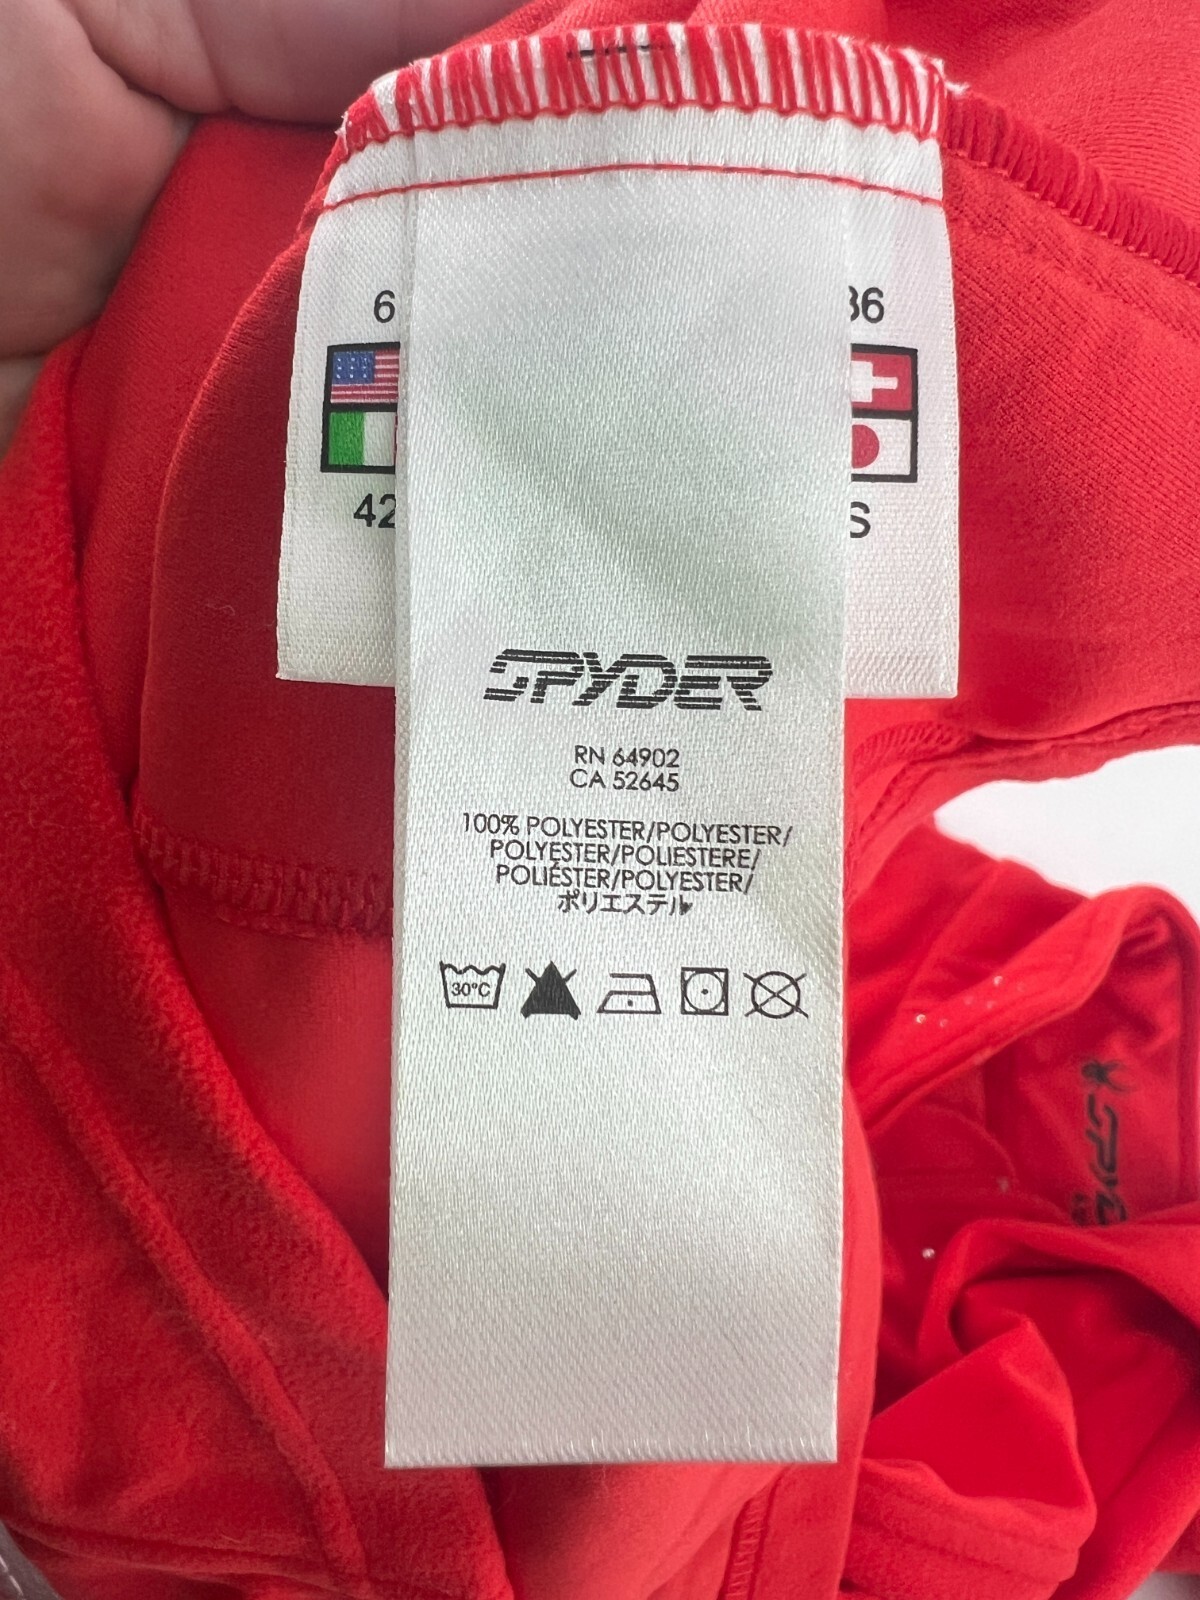 6
42
S
SPYDER
RN 64902
CA 52645
100% POLYESTER/POLYESTER/
POLYESTER/POLIESTERE/
POLIÉSTER/POLYESTER/
ポリエステル
30°C